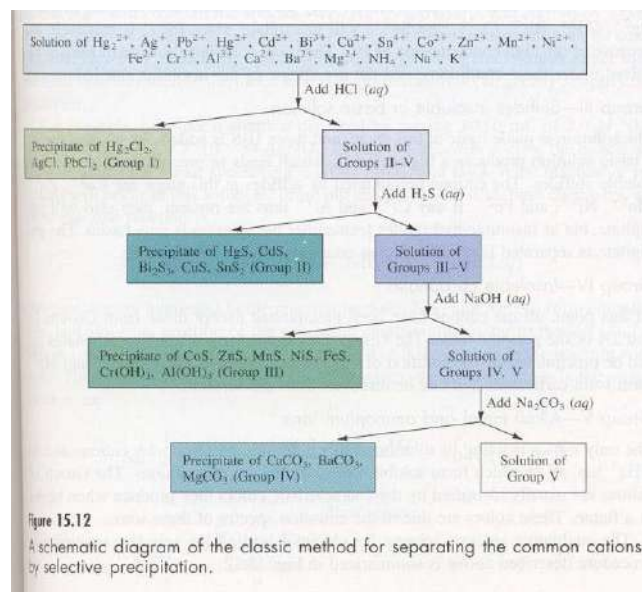 Solution of Hg₂²⁺, Ag⁺, Pb²⁺, Hg²⁺, Cd²⁺, Bi³⁺, Cu²⁺, Sn⁴⁺, Co²⁺, Zn²⁺, Mn²⁺, Ni²⁺,
Fe²⁺, Cr³⁺, Al³⁺, Ca²⁺, Ba²⁺, Mg²⁺, NH₄⁺, Na⁺, K⁺
Add HCl (aq)
Precipitate of Hg₂Cl₂,
AgCl, PbCl₂ (Group I)
Solution of
Groups II–V
Add H₂S (aq)
Precipitate of HgS, CdS,
Bi₂S₃, CuS, SnS₂ (Group II)
Solution of
Groups III–V
Add NaOH (aq)
Precipitate of CoS, ZnS, MnS, NiS, FeS,
Cr(OH)₃, Al(OH)₃ (Group III)
Solution of
Groups IV, V
Add Na₂CO₃ (aq)
Precipitate of CaCO₃, BaCO₃,
MgCO₃ (Group IV)
Solution of
Group V
Figure 15.12
A schematic diagram of the classic method for separating the common cations
by selective precipitation.